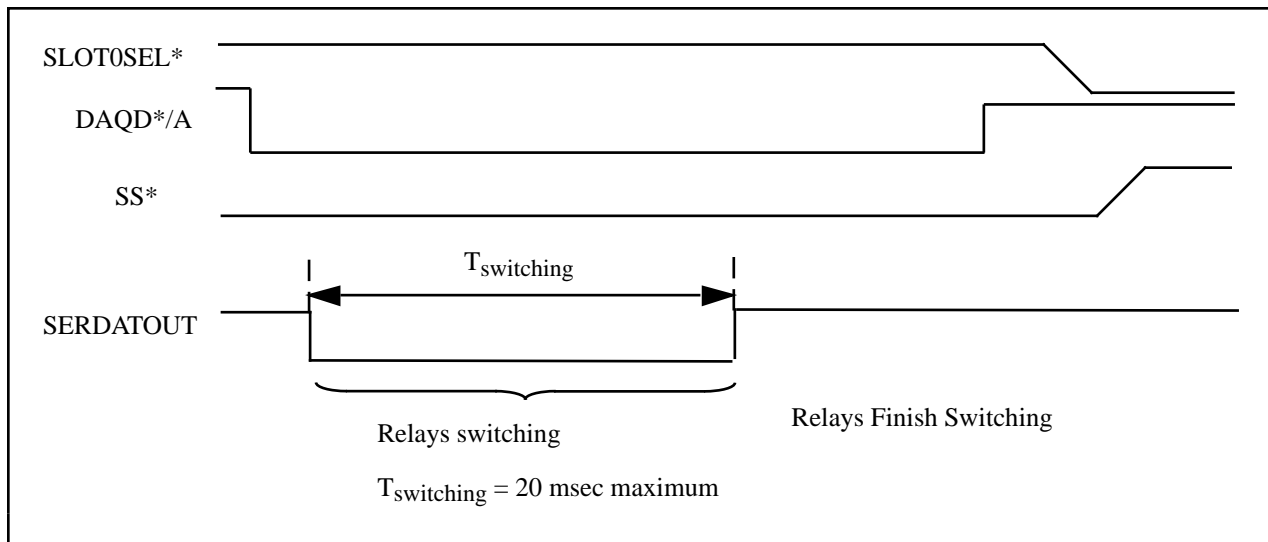 SLOT0SEL*
DAQD*/A
SS*
Tswitching
SERDATOUT
Relays switching
Relays Finish Switching
Tswitching = 20 msec maximum